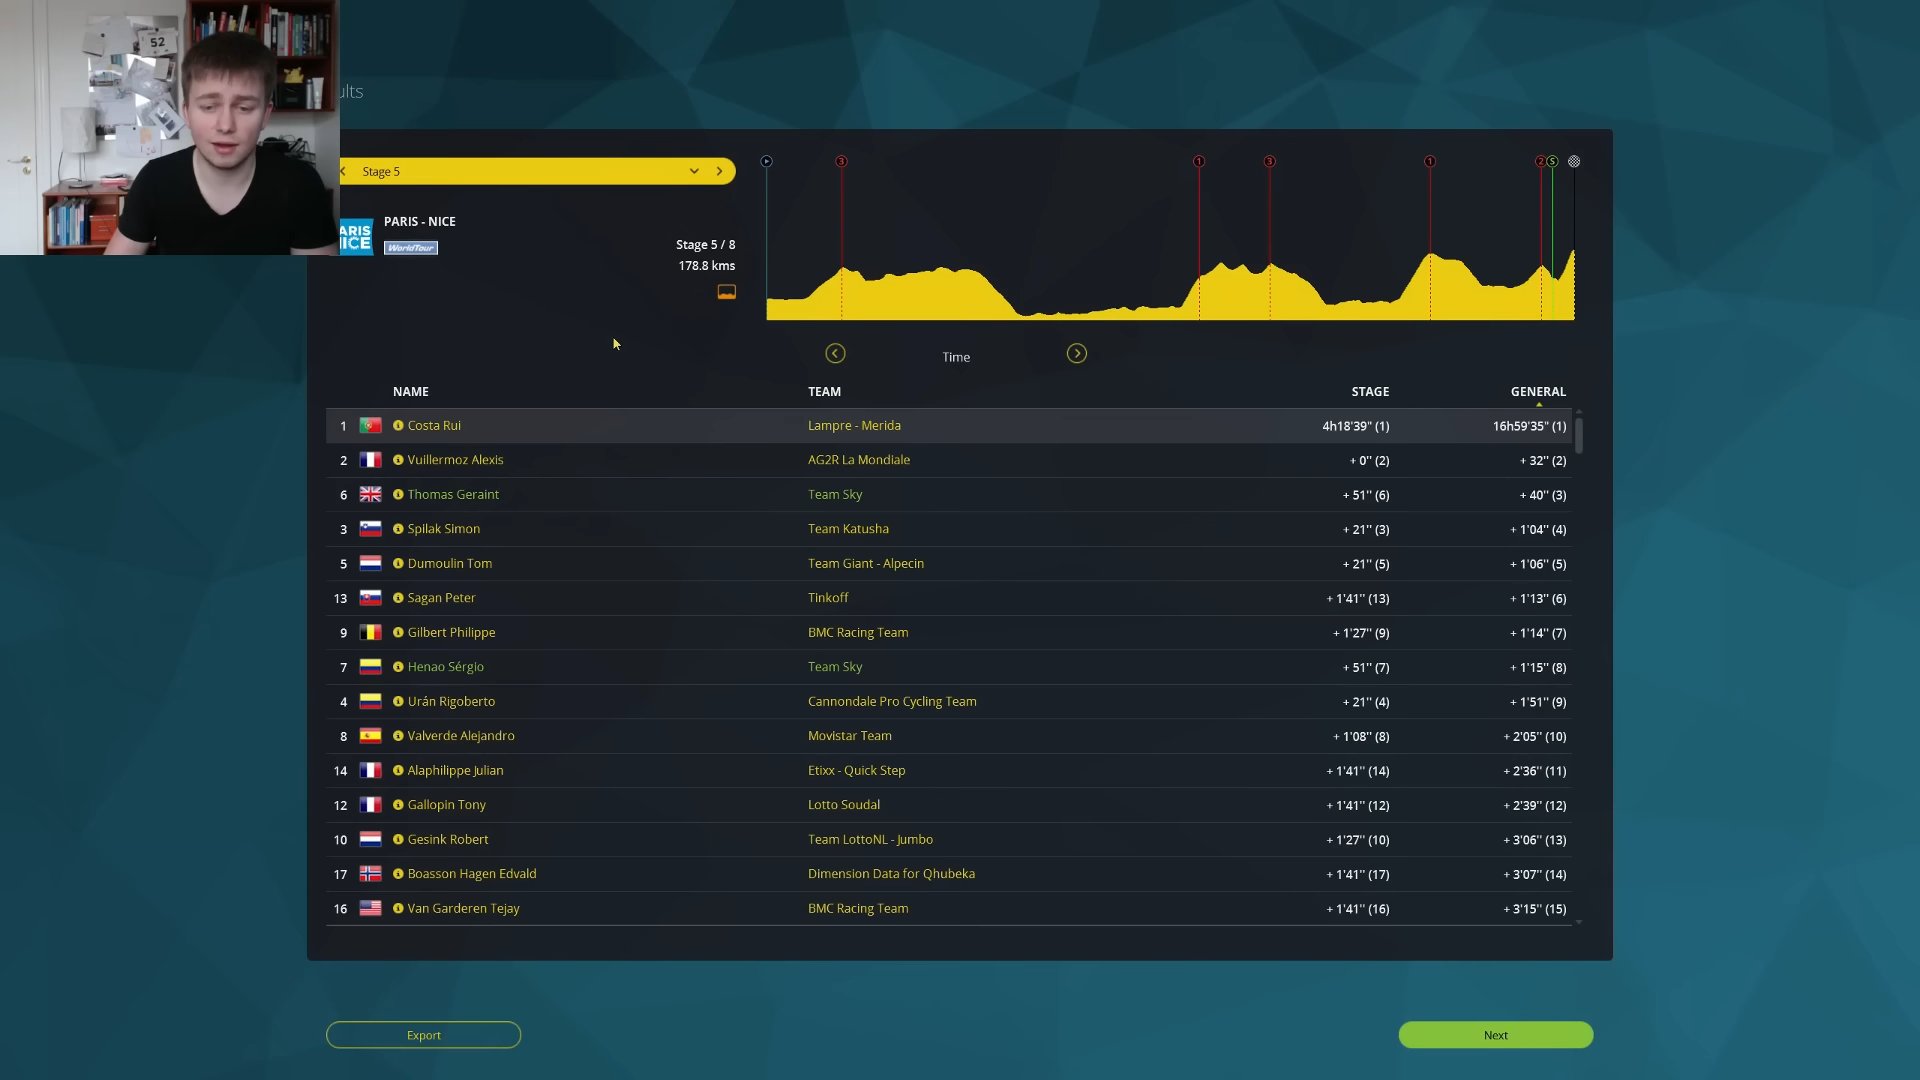 52
ults
Stage 5
PARIS - NICE
WorldTour
ARIS
ICE
Stage 5 / 8
178.8 kms
3 1 3 1 2 S
Time
NAME TEAM STAGE GENERAL
1 Costa Rui Lampre - Merida 4h18'39" (1) 16h59'35" (1)
2 Vuillermoz Alexis AG2R La Mondiale + 0'' (2) + 32'' (2)
6 Thomas Geraint Team Sky + 51'' (6) + 40'' (3)
3 Spilak Simon Team Katusha + 21'' (3) + 1'04'' (4)
5 Dumoulin Tom Team Giant - Alpecin + 21'' (5) + 1'06'' (5)
13 Sagan Peter Tinkoff + 1'41'' (13) + 1'13'' (6)
9 Gilbert Philippe BMC Racing Team + 1'27'' (9) + 1'14'' (7)
7 Henao Sérgio Team Sky + 51'' (7) + 1'15'' (8)
4 Urán Rigoberto Cannondale Pro Cycling Team + 21'' (4) + 1'51'' (9)
8 Valverde Alejandro Movistar Team + 1'08'' (8) + 2'05'' (10)
14 Alaphilippe Julian Etixx - Quick Step + 1'41'' (14) + 2'36'' (11)
12 Gallopin Tony Lotto Soudal + 1'41'' (12) + 2'39'' (12)
10 Gesink Robert Team LottoNL - Jumbo + 1'27'' (10) + 3'06'' (13)
17 Boasson Hagen Edvald Dimension Data for Qhubeka + 1'41'' (17) + 3'07'' (14)
16 Van Garderen Tejay BMC Racing Team + 1'41'' (16) + 3'15'' (15)
Export Next